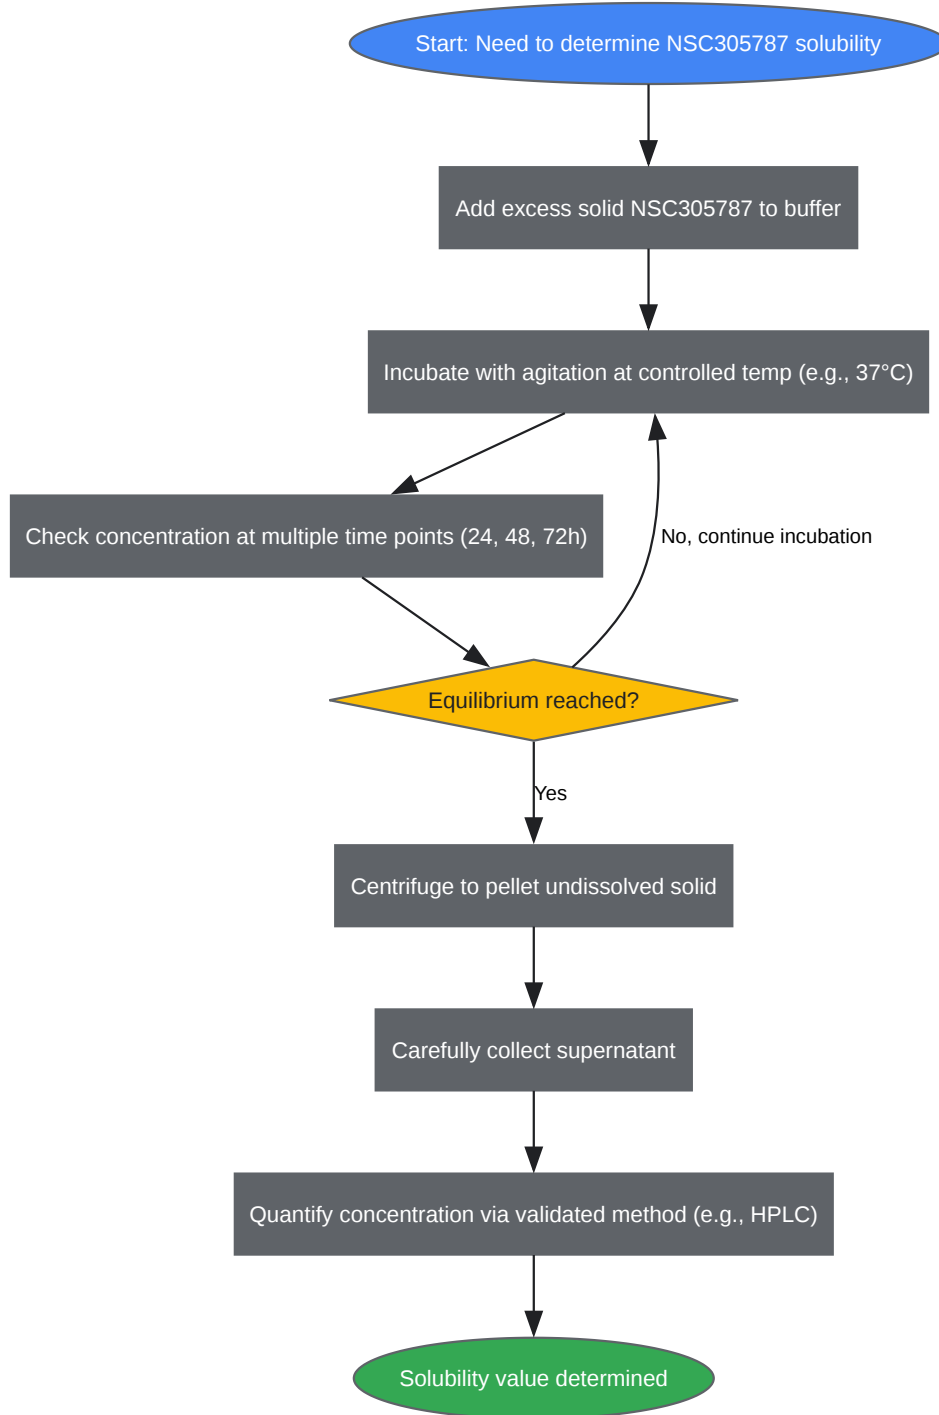 Start: Need to determine NSC305787 solubility
Add excess solid NSC305787 to buffer
Incubate with agitation at controlled temp (e.g., 37°C)
Check concentration at multiple time points (24, 48, 72h)
No, continue incubation
Equilibrium reached?
Yes
Centrifuge to pellet undissolved solid
Carefully collect supernatant
Quantify concentration via validated method (e.g., HPLC)
Solubility value determined